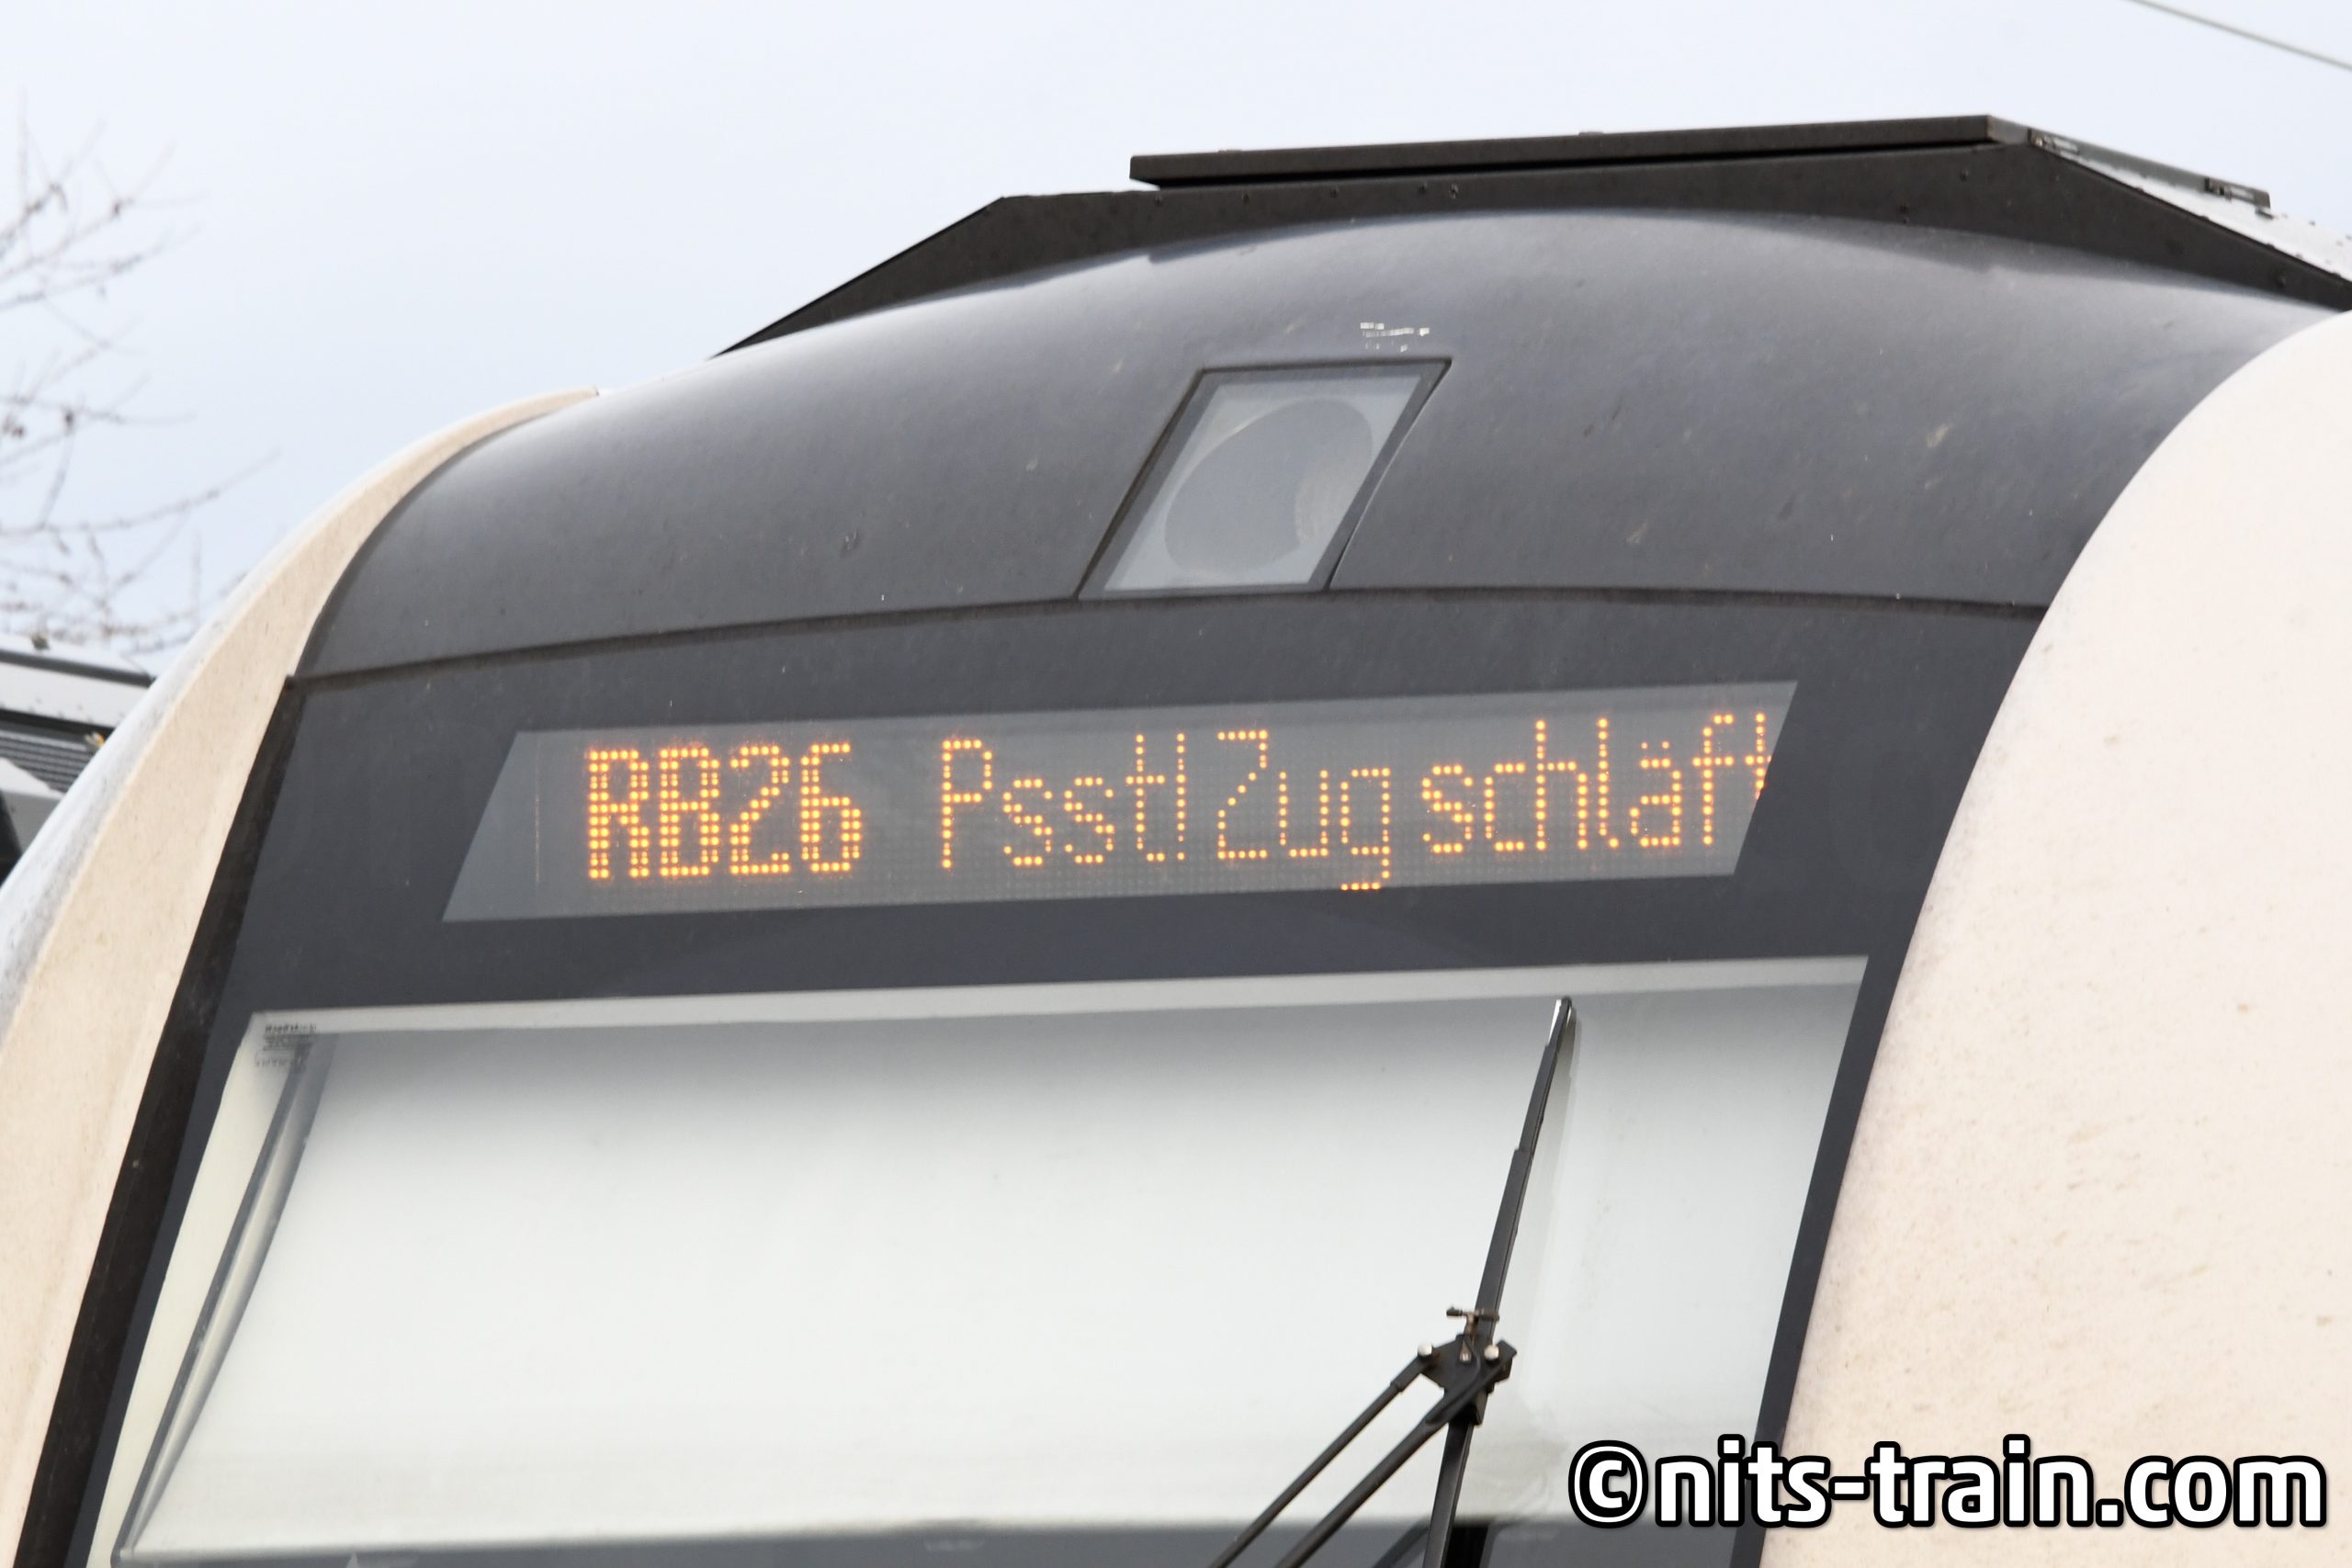 RB26 Psst! Zug schläft
©nits-train.com